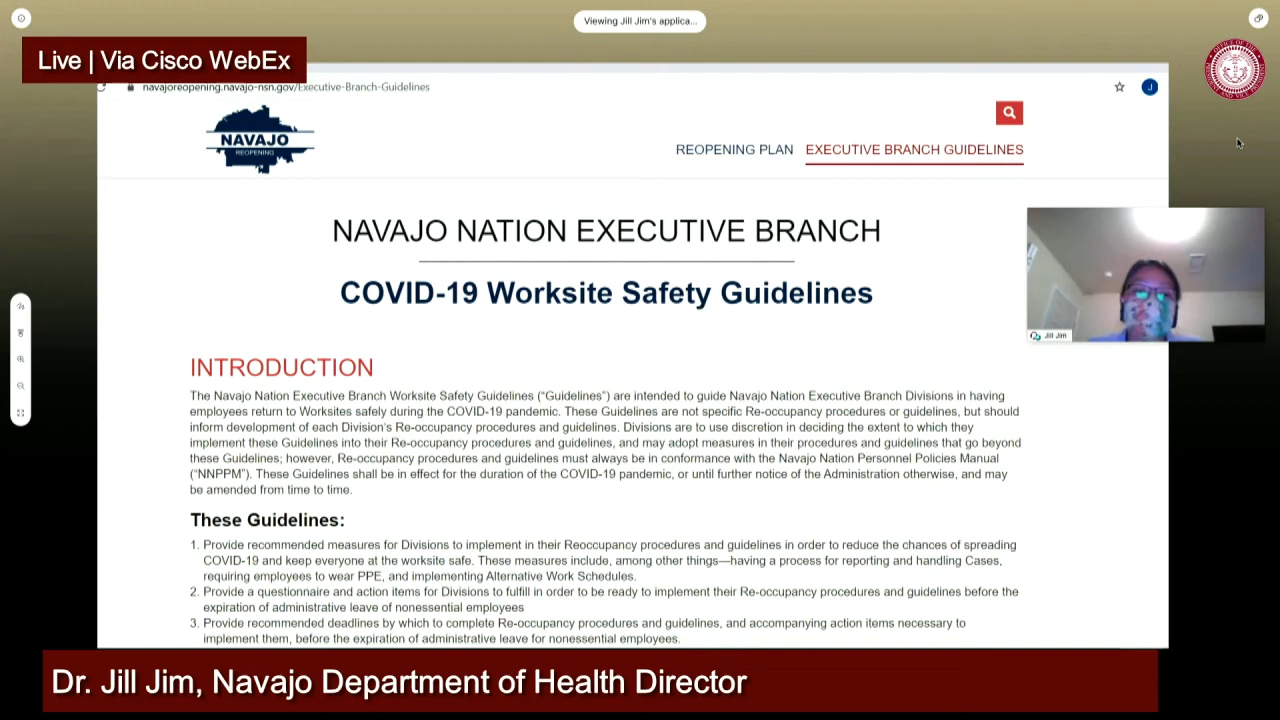 Viewing Jill Jim's applica...
Live | Via Cisco WebEx
navajoreopening.navajo-nsn.gov/Executive-Branch-Guidelines
J
NAVAJO
REOPENING
REOPENING PLAN
EXECUTIVE BRANCH GUIDELINES
NAVAJO NATION EXECUTIVE BRANCH
COVID-19 Worksite Safety Guidelines
Jill Jim
INTRODUCTION
The Navajo Nation Executive Branch Worksite Safety Guidelines (“Guidelines”) are intended to guide Navajo Nation Executive Branch Divisions in having
employees return to Worksites safely during the COVID-19 pandemic. These Guidelines are not specific Re-occupancy procedures or guidelines, but should
inform development of each Division's Re-occupancy procedures and guidelines. Divisions are to use discretion in deciding the extent to which they
implement these Guidelines into their Re-occupancy procedures and guidelines, and may adopt measures in their procedures and guidelines that go beyond
these Guidelines; however, Re-occupancy procedures and guidelines must always be in conformance with the Navajo Nation Personnel Policies Manual
(“NNPPM”). These Guidelines shall be in effect for the duration of the COVID-19 pandemic, or until further notice of the Administration otherwise, and may
be amended from time to time.
These Guidelines:
1. Provide recommended measures for Divisions to implement in their Reoccupancy procedures and guidelines in order to reduce the chances of spreading
COVID-19 and keep everyone at the worksite safe. These measures include, among other things—having a process for reporting and handling Cases,
requiring employees to wear PPE, and implementing Alternative Work Schedules.
2. Provide a questionnaire and action items for Divisions to fulfill in order to be ready to implement their Re-occupancy procedures and guidelines before the
expiration of administrative leave of nonessential employees
3. Provide recommended deadlines by which to complete Re-occupancy procedures and guidelines, and accompanying action items necessary to
implement them, before the expiration of administrative leave for nonessential employees.
Dr. Jill Jim, Navajo Department of Health Director